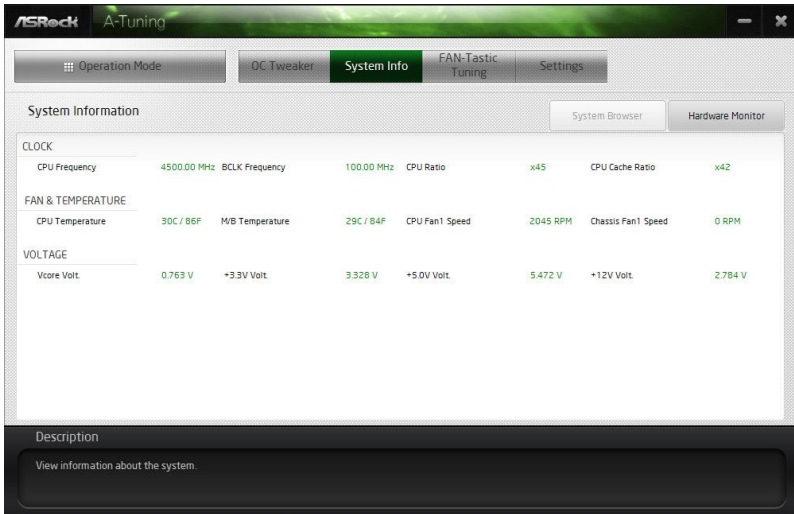 ASRock A-Tuning
Operation Mode OC Tweaker System Info FAN-Tastic Tuning Settings
System Information System Browser Hardware Monitor
CLOCK
CPU Frequency 4500.00 MHz BCLK Frequency 100.00 MHz CPU Ratio x45 CPU Cache Ratio x42
FAN & TEMPERATURE
CPU Temperature 30C / 86F M/B Temperature 29C / 84F CPU Fan1 Speed 2045 RPM Chassis Fan1 Speed 0 RPM
VOLTAGE
Vcore Volt. 0.763 V +3.3V Volt. 3.328 V +5.0V Volt. 5.472 V +12V Volt. 2.784 V
Description
View information about the system.